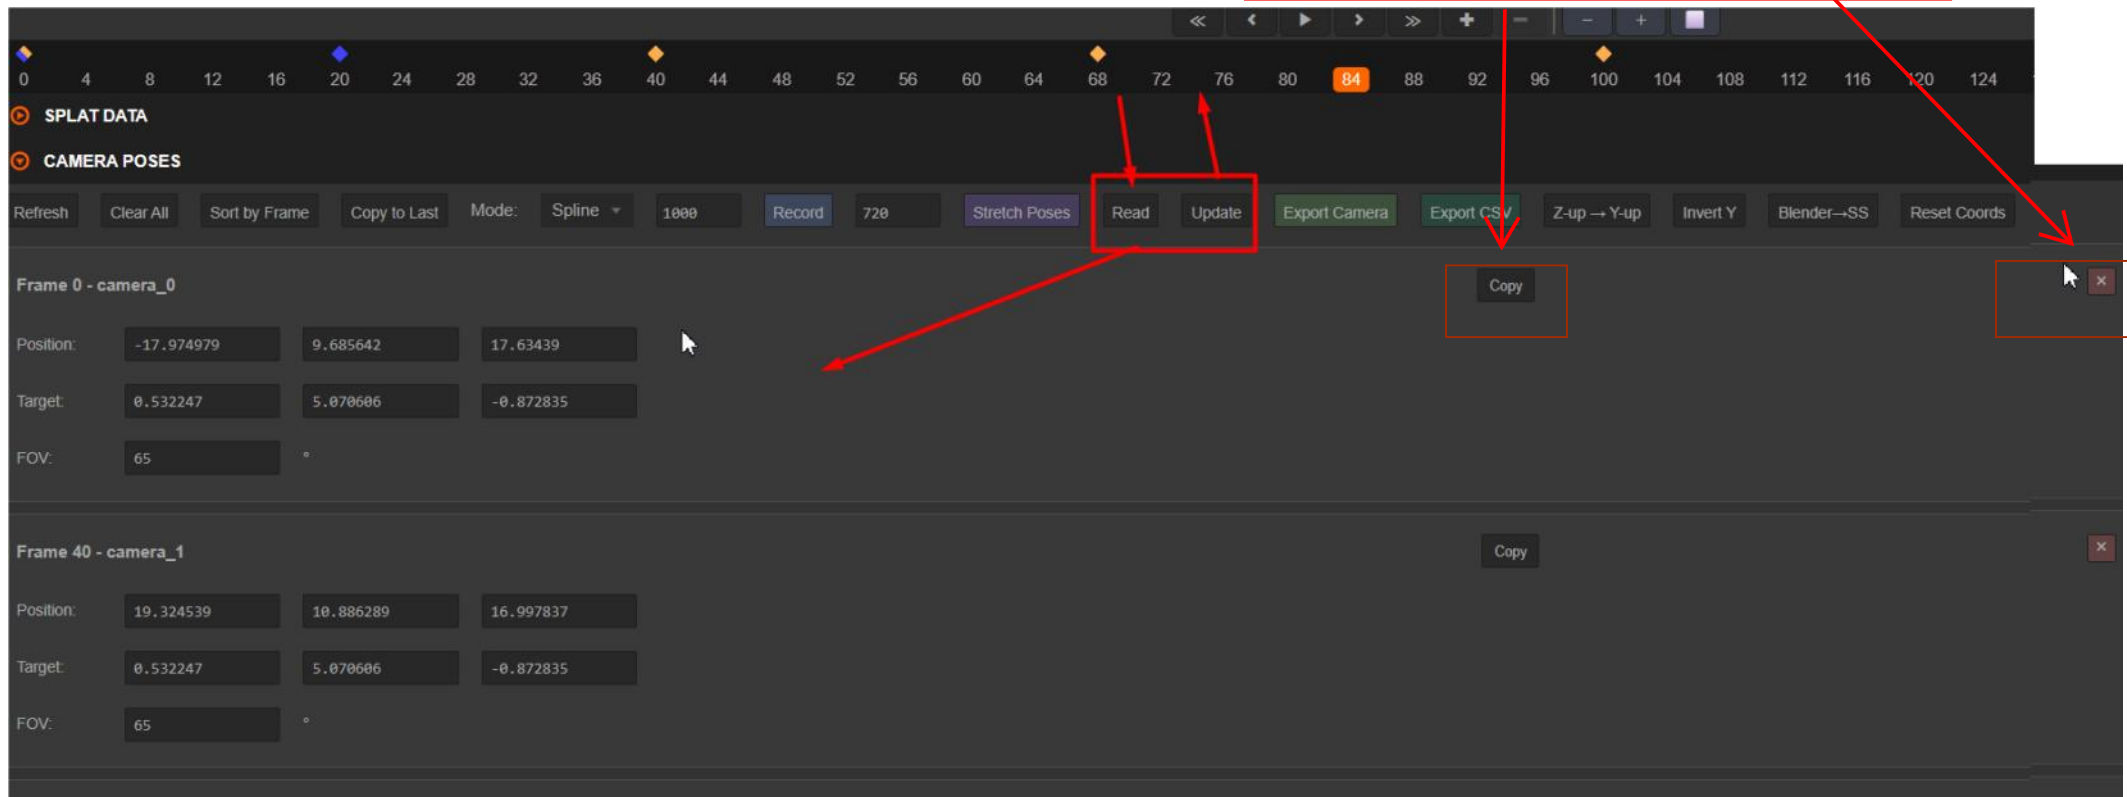 0 4 8 12 16 20 24 28 32 36 40 44 48 52 56 60 64 68 72 76 80 84 88 92 96 100 104 108 112 116 120 124
SPLAT DATA
CAMERA POSES
Refresh Clear All Sort by Frame Copy to Last Mode: Spline 1000 Record 720 Stretch Poses Read Update Export Camera Export CSV Z-up → Y-up Invert Y Blender→SS Reset Coords
Frame 0 - camera_0 Copy ×
Position: -17.974979 9.685642 17.63439
Target: 0.532247 5.070606 -0.872835
FOV: 65 °
Frame 40 - camera_1 Copy ×
Position: 19.324539 10.886289 16.997837
Target: 0.532247 5.070606 -0.872835
FOV: 65 °